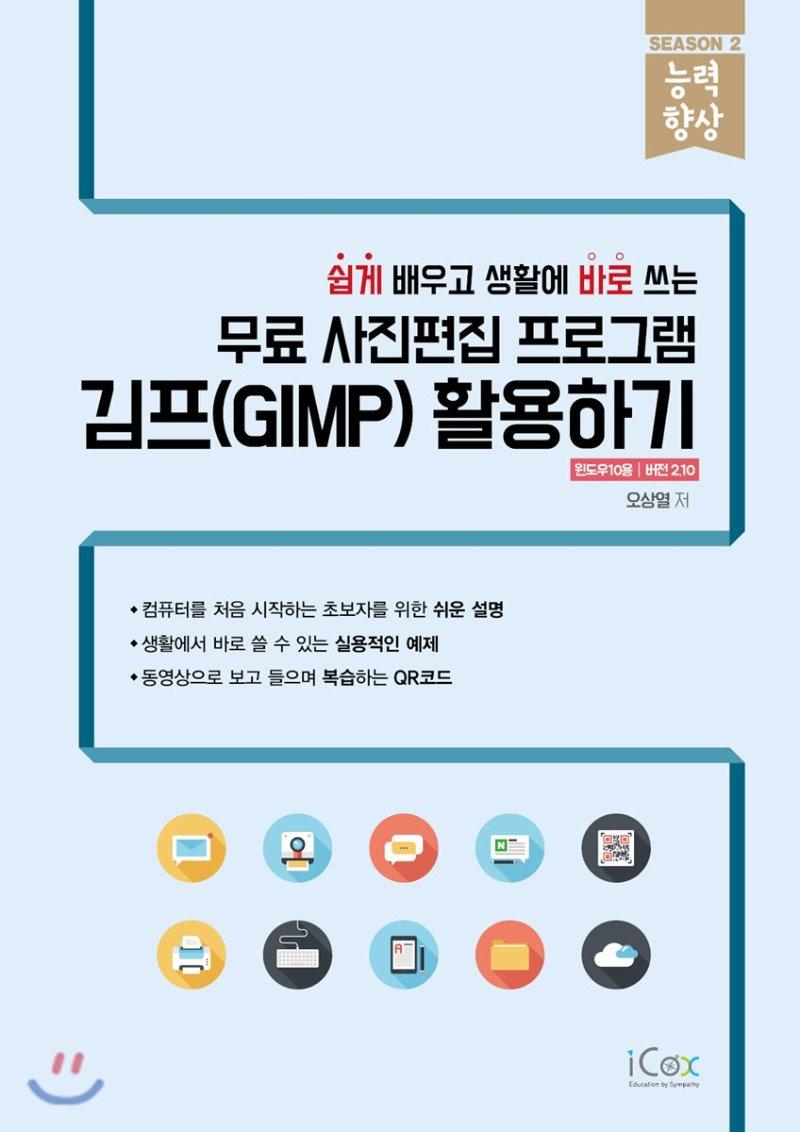 SEASON 2
능력
향상
쉽게 배우고 생활에 바로 쓰는
무료 사진편집 프로그램
김프(GIMP) 활용하기
윈도우10용 | 버전 2.10
오상열 저
◆ 컴퓨터를 처음 시작하는 초보자를 위한 쉬운 설명
◆ 생활에서 바로 쓸 수 있는 실용적인 예제
◆ 동영상으로 보고 들으며 복습하는 QR코드
N
A
iCox
Education by Sympathy